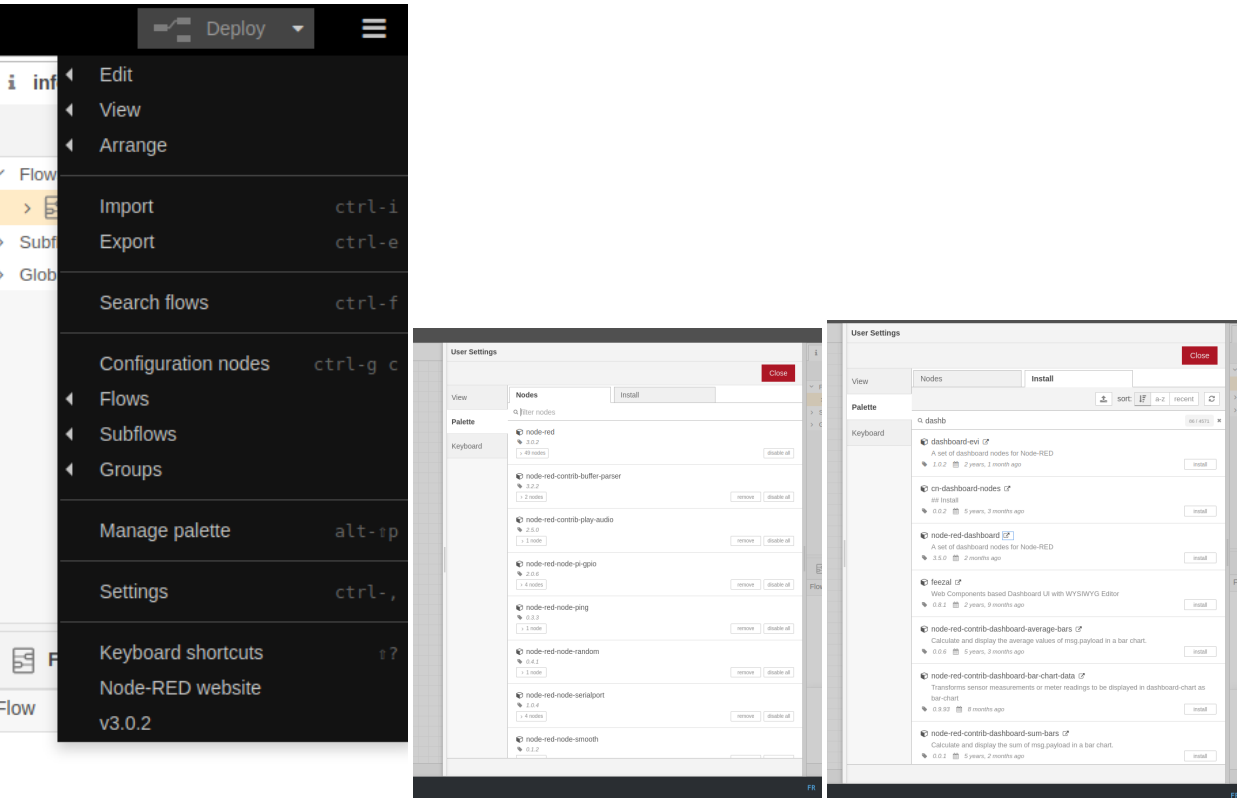 Deploy
inf
Edit
View
Arrange
Flow
Import ctrl-i
Export ctrl-e
Subfl
Glob
Search flows ctrl-f
Configuration nodes ctrl-g c
Flows
Subflows
Groups
Manage palette alt-⇧p
Settings ctrl-,
Keyboard shortcuts ⇧?
Node-RED website
v3.0.2
F
Flow
User Settings
Close
View
Palette
Keyboard
Nodes Install
filter nodes
node-red
3.0.2
49 nodes disable all
node-red-contrib-buffer-parser
3.2.2
2 nodes remove disable all
node-red-contrib-play-audio
2.5.0
1 node remove disable all
node-red-node-pi-gpio
2.0.6
4 nodes remove disable all
node-red-node-ping
0.3.3
1 node remove disable all
node-red-node-random
0.4.1
1 node remove disable all
node-red-node-serialport
1.0.4
4 nodes remove disable all
node-red-node-smooth
0.1.2
Flow
FR
User Settings
Close
View
Palette
Keyboard
Nodes Install
sort: a-z recent
dashb
dashboard-evi
A set of dashboard nodes for Node-RED
1.0.2 2 years, 1 month ago install
cn-dashboard-nodes
## Install
0.0.2 5 years, 3 months ago install
node-red-dashboard
A set of dashboard nodes for Node-RED
3.5.0 2 months ago install
feezal
Web Components based Dashboard UI with WYSIWYG Editor
0.8.1 2 years, 9 months ago install
node-red-contrib-dashboard-average-bars
Calculate and display the average values of msg.payload in a bar chart.
0.0.6 5 years, 3 months ago install
node-red-contrib-dashboard-bar-chart-data
Transforms sensor measurements or meter readings to be displayed in dashboard-chart as
bar-chart
0.9.93 8 months ago install
node-red-contrib-dashboard-sum-bars
Calculate and display the sum of msg.payload in a bar chart.
0.0.1 5 years, 2 months ago install